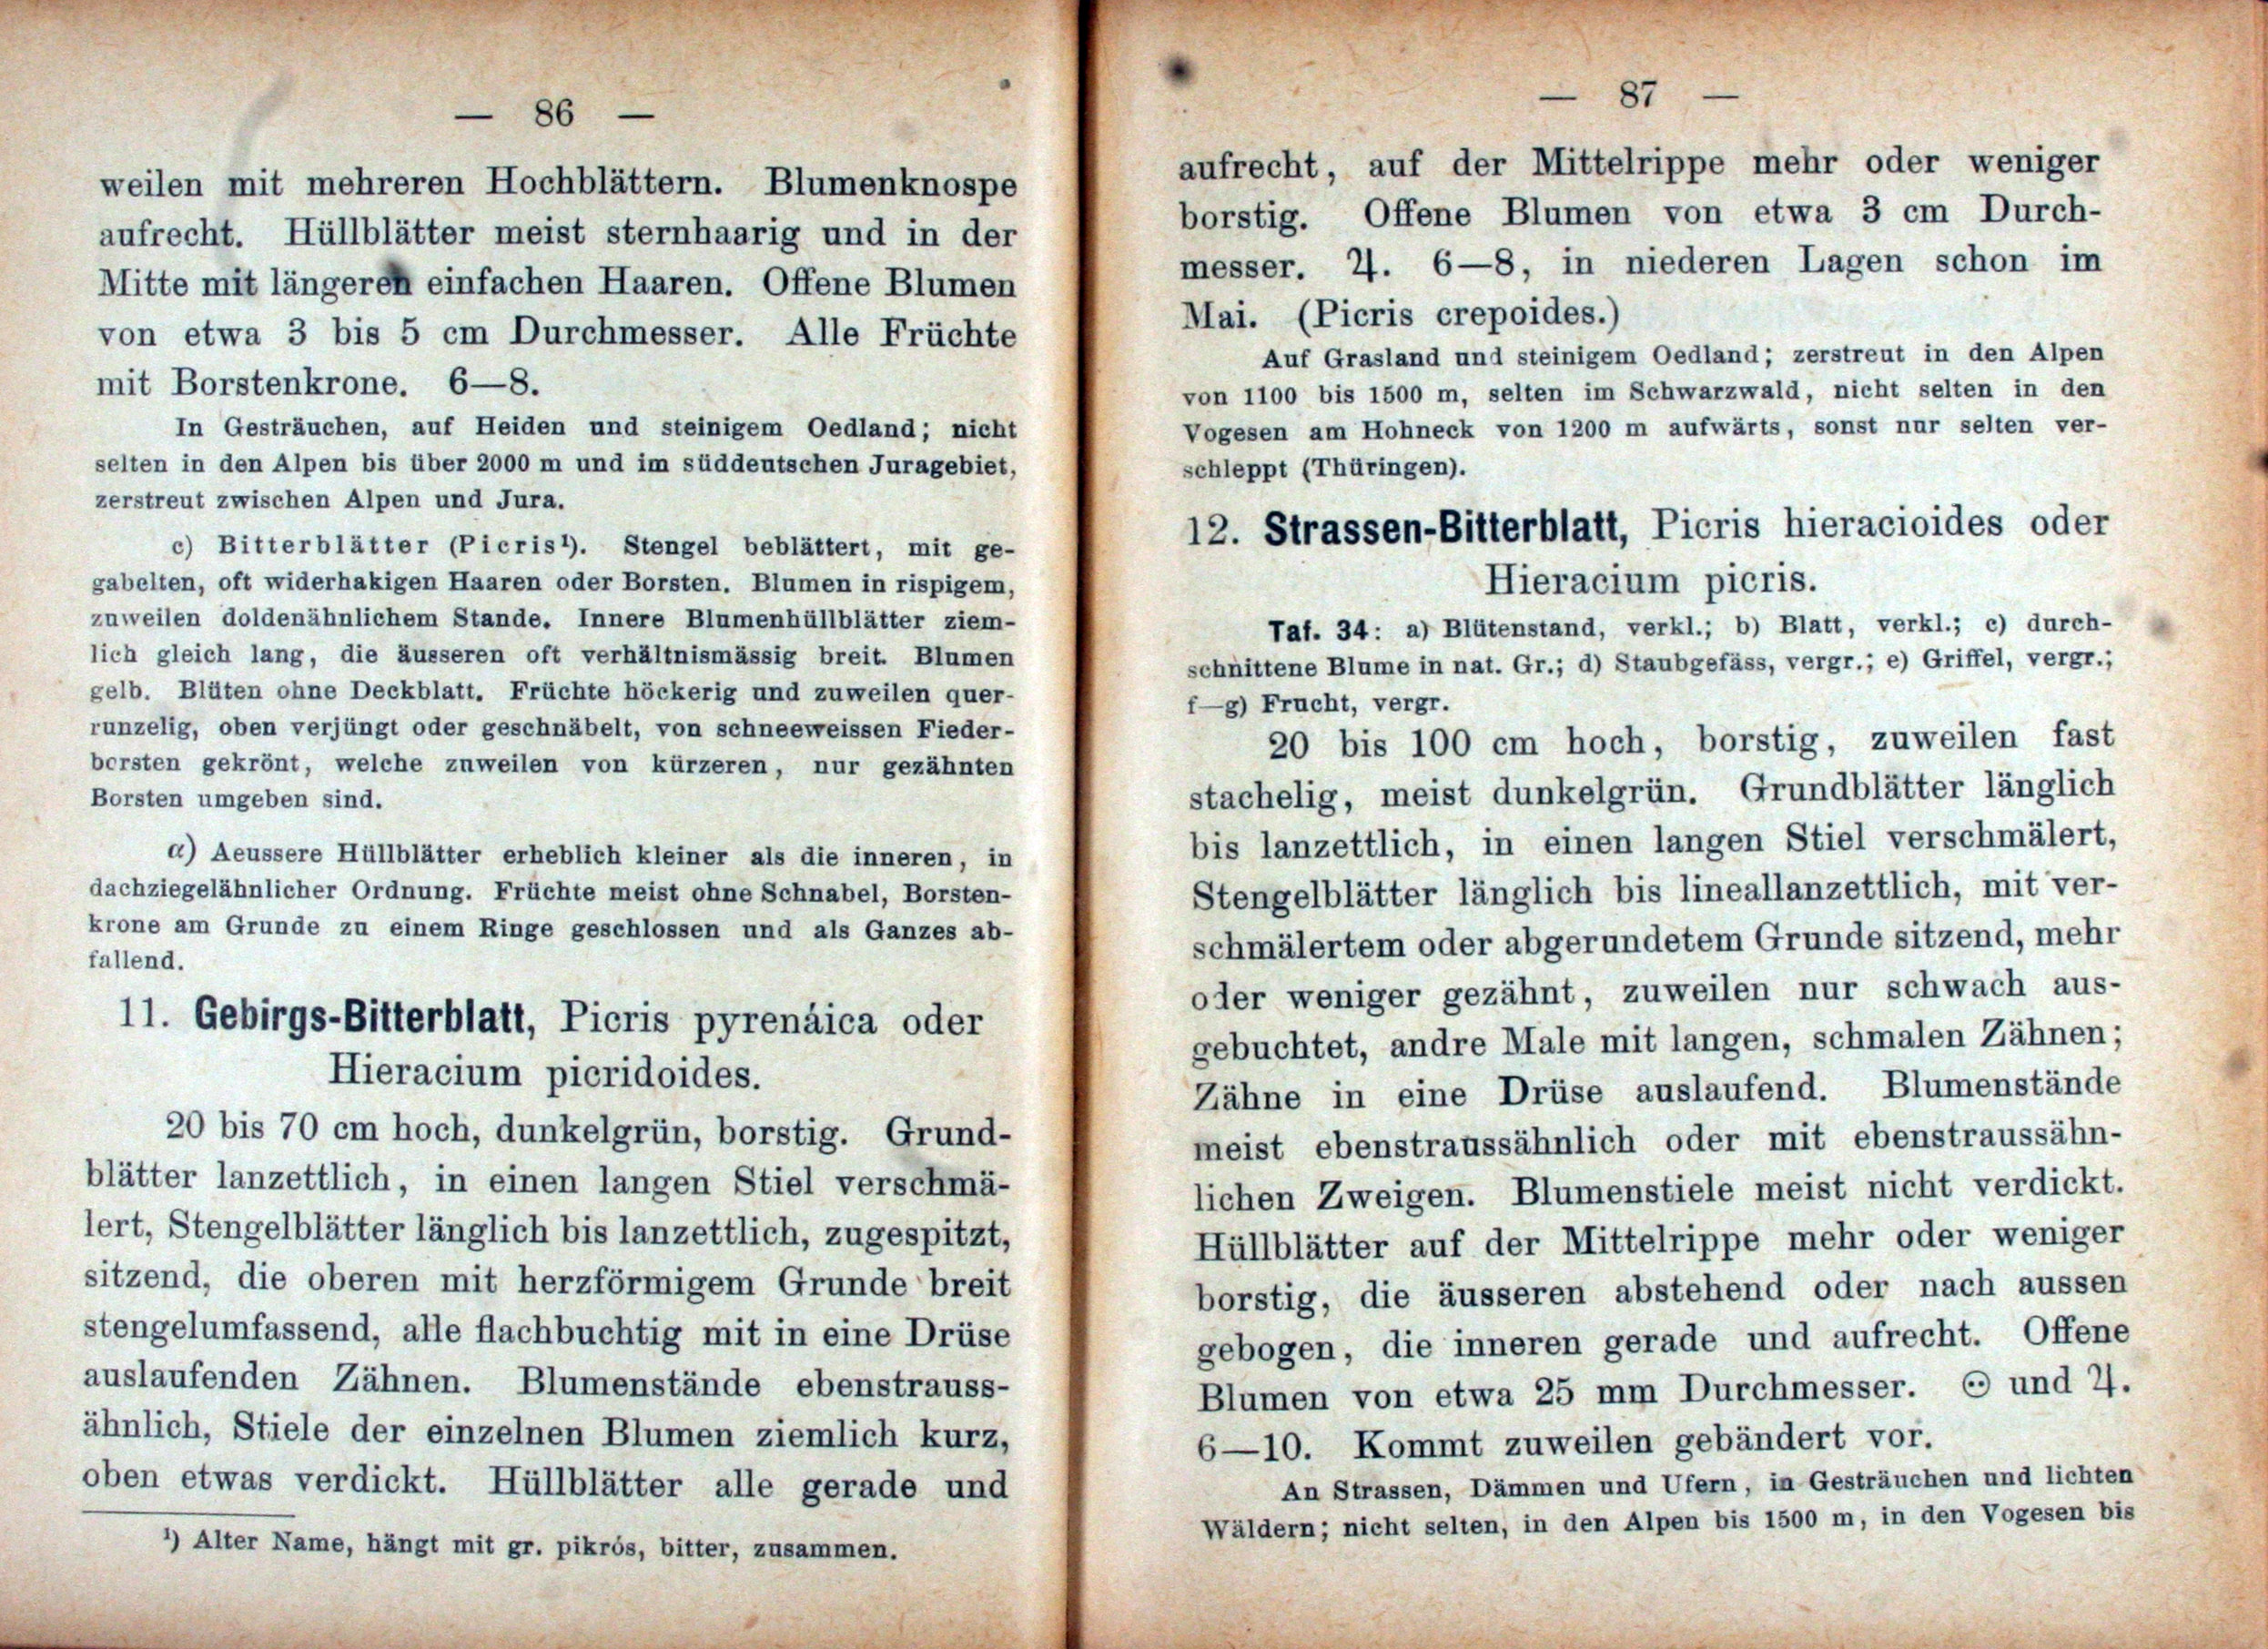 — 86 —
weilen mit mehreren Hochblättern. Blumenknospe
aufrecht. Hüllblätter meist sternhaarig und in der
Mitte mit längeren einfachen Haaren. Offene Blumen
von etwa 3 bis 5 cm Durchmesser. Alle Früchte
mit Borstenkrone. 6—8.
In Gesträuchen, auf Heiden und steinigem Oedland; nicht
selten in den Alpen bis über 2000 m und im süddeutschen Juragebiet,
zerstreut zwischen Alpen und Jura.
c) Bitterblätter (Picris¹). Stengel beblättert, mit ge-
gabelten, oft widerhakigen Haaren oder Borsten. Blumen in rispigem,
zuweilen doldenähnlichem Stande. Innere Blumenhüllblätter ziem-
lich gleich lang, die äusseren oft verhältnismässig breit. Blumen
gelb. Blüten ohne Deckblatt. Früchte höckerig und zuweilen quer-
runzelig, oben verjüngt oder geschnäbelt, von schneeweissen Fieder-
borsten gekrönt, welche zuweilen von kürzeren, nur gezähnten
Borsten umgeben sind.
α) Aeussere Hüllblätter erheblich kleiner als die inneren, in
dachziegelähnlicher Ordnung. Früchte meist ohne Schnabel, Borsten-
krone am Grunde zu einem Ringe geschlossen und als Ganzes ab-
fallend.
11. Gebirgs-Bitterblatt, Picris pyrenáica oder
Hieracium picridoides.
20 bis 70 cm hoch, dunkelgrün, borstig. Grund-
blätter lanzettlich, in einen langen Stiel verschmä-
lert, Stengelblätter länglich bis lanzettlich, zugespitzt,
sitzend, die oberen mit herzförmigem Grunde breit
stengelumfassend, alle flachbuchtig mit in eine Drüse
auslaufenden Zähnen. Blumenstände ebenstrauss-
ähnlich, Stiele der einzelnen Blumen ziemlich kurz,
oben etwas verdickt. Hüllblätter alle gerade und
¹) Alter Name, hängt mit gr. pikrós, bitter, zusammen.
— 87 —
aufrecht, auf der Mittelrippe mehr oder weniger
borstig. Offene Blumen von etwa 3 cm Durch-
messer. ♃. 6—8, in niederen Lagen schon im
Mai. (Picris crepoides.)
Auf Grasland und steinigem Oedland; zerstreut in den Alpen
von 1100 bis 1500 m, selten im Schwarzwald, nicht selten in den
Vogesen am Hohneck von 1200 m aufwärts, sonst nur selten ver-
schleppt (Thüringen).
12. Strassen-Bitterblatt, Picris hieracioides oder
Hieracium picris.
Taf. 34: a) Blütenstand, verkl.; b) Blatt, verkl.; c) durch-
schnittene Blume in nat. Gr.; d) Staubgefäss, vergr.; e) Griffel, vergr.;
f—g) Frucht, vergr.
20 bis 100 cm hoch, borstig, zuweilen fast
stachelig, meist dunkelgrün. Grundblätter länglich
bis lanzettlich, in einen langen Stiel verschmälert,
Stengelblätter länglich bis lineallanzettlich, mit ver-
schmälertem oder abgerundetem Grunde sitzend, mehr
oder weniger gezähnt, zuweilen nur schwach aus-
gebuchtet, andre Male mit langen, schmalen Zähnen;
Zähne in eine Drüse auslaufend. Blumenstände
meist ebenstraussähnlich oder mit ebenstraussähn-
lichen Zweigen. Blumenstiele meist nicht verdickt.
Hüllblätter auf der Mittelrippe mehr oder weniger
borstig, die äusseren abstehend oder nach aussen
gebogen, die inneren gerade und aufrecht. Offene
Blumen von etwa 25 mm Durchmesser. ⊙ und ♃.
6—10. Kommt zuweilen gebändert vor.
An Strassen, Dämmen und Ufern, in Gesträuchen und lichten
Wäldern; nicht selten, in den Alpen bis 1500 m, in den Vogesen bis